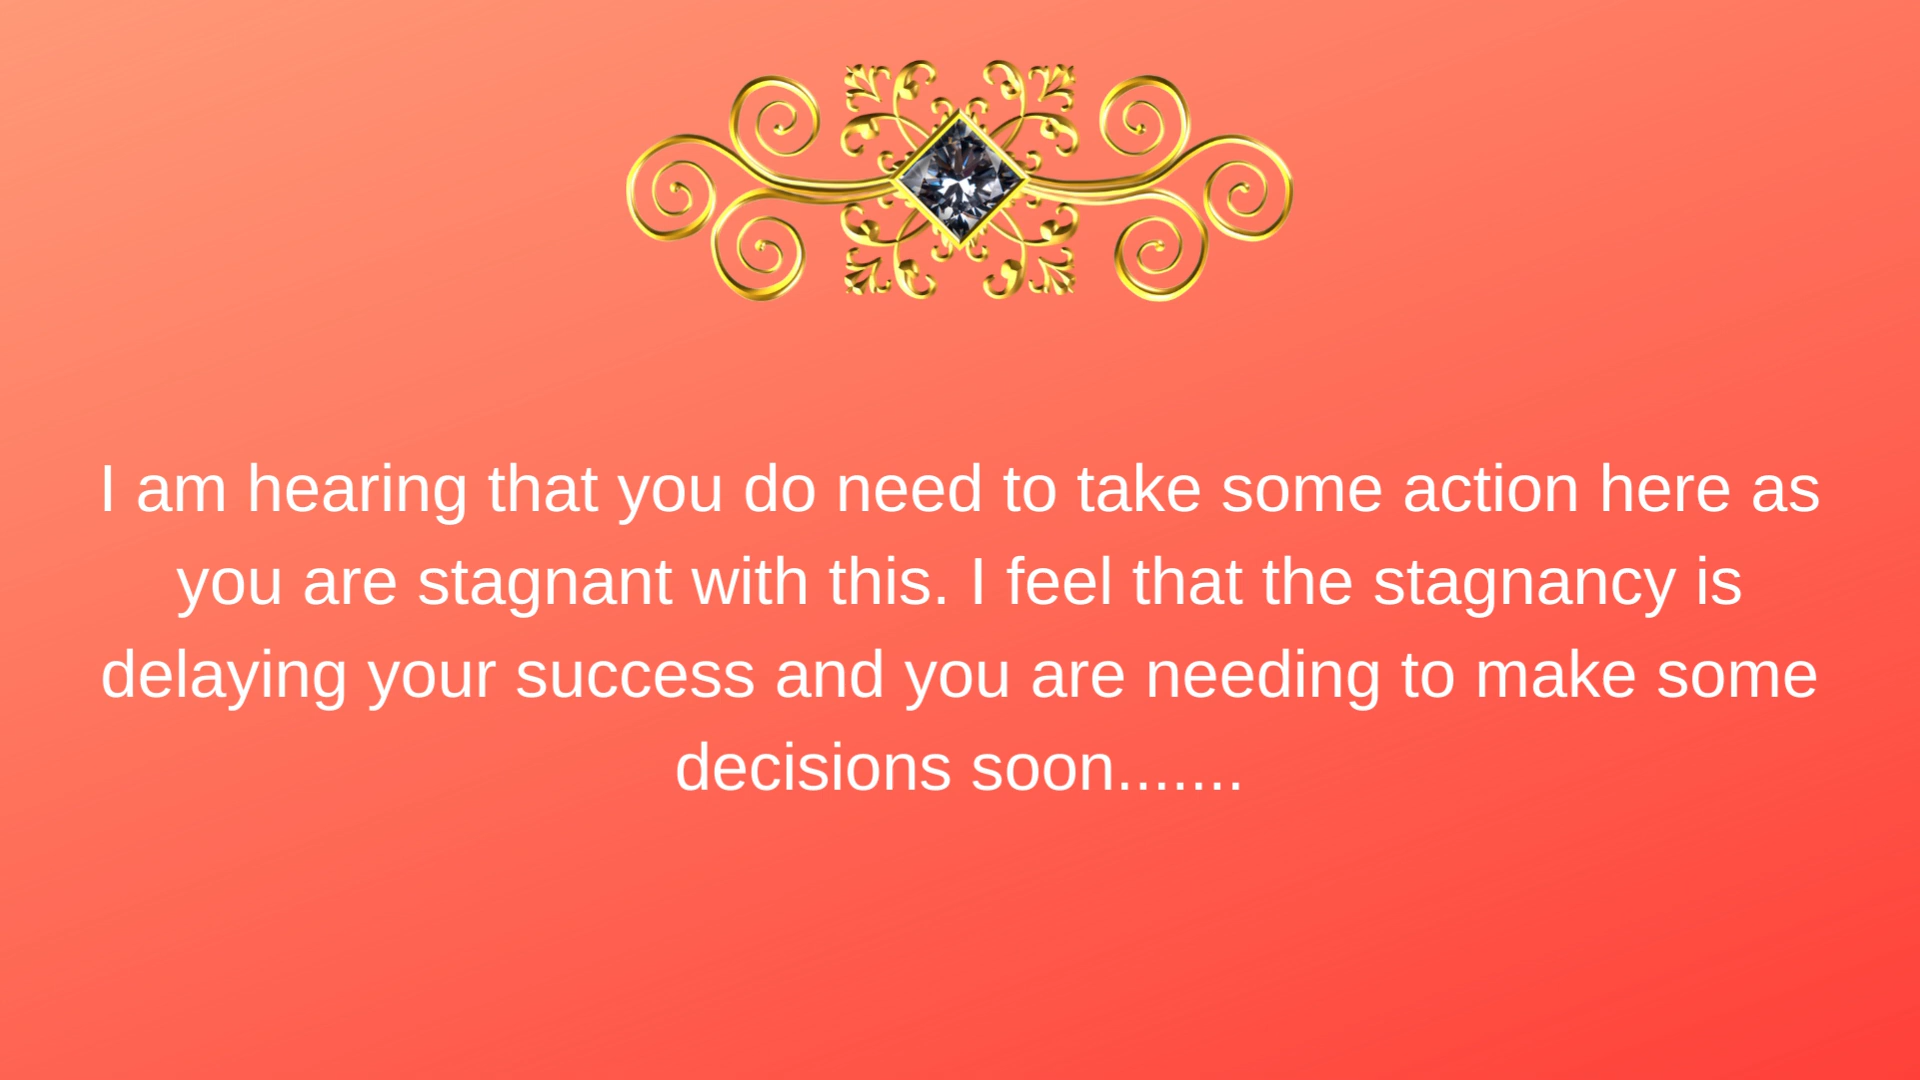 I am hearing that you do need to take some action here as
you are stagnant with this. I feel that the stagnancy is
delaying your success and you are needing to make some
decisions soon.......